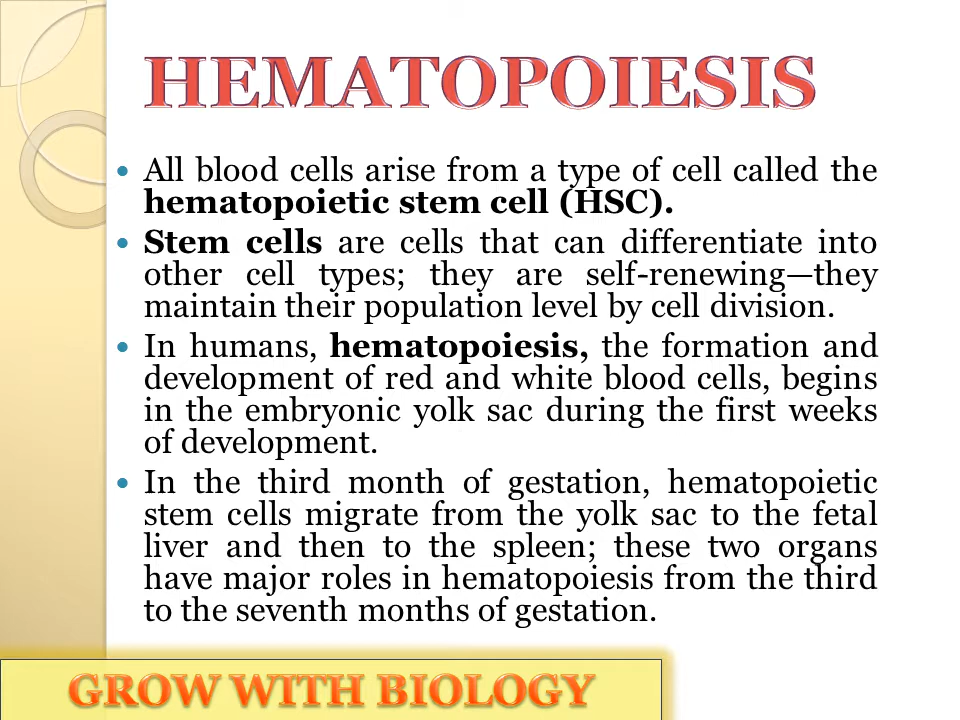 HEMATOPOIESIS
• All blood cells arise from a type of cell called the
hematopoietic stem cell (HSC).
• Stem cells are cells that can differentiate into
other cell types; they are self-renewing—they
maintain their population level by cell division.
• In humans, hematopoiesis, the formation and
development of red and white blood cells, begins
in the embryonic yolk sac during the first weeks
of development.
• In the third month of gestation, hematopoietic
stem cells migrate from the yolk sac to the fetal
liver and then to the spleen; these two organs
have major roles in hematopoiesis from the third
to the seventh months of gestation.
GROW WITH BIOLOGY